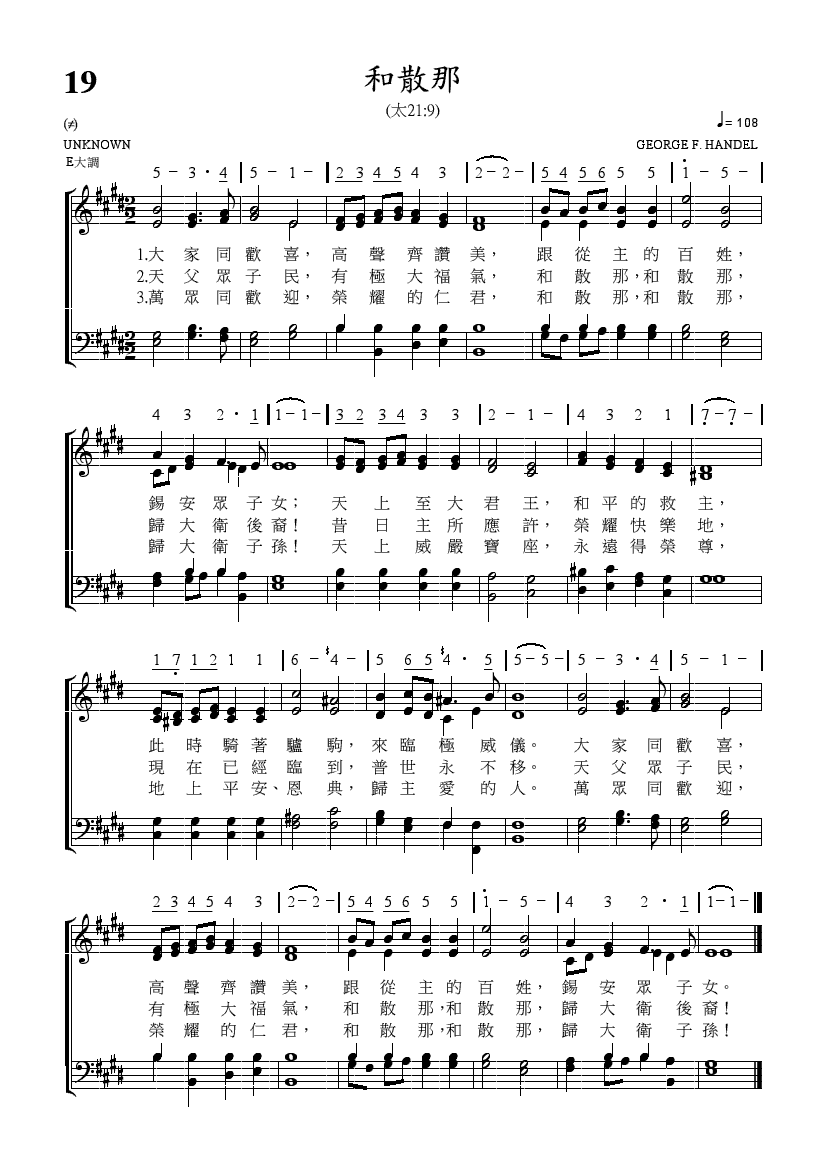 19
和散那
(太21:9)
(≠)
♩= 108
UNKNOWN
GEORGE F. HANDEL
E大調
5 - 3 · 4 | 5 - 1 - | 2 3 4 5 4 3 | 2 - 2 - | 5 4 5 6 5 5 | 1 - 5 - |
1.大家同歡喜，高聲齊讚美，跟從主的百姓，
2.天父眾子民，有極大福氣，和散那，和散那，
3.萬眾同歡迎，榮耀的仁君，和散那，和散那，
4 3 2 · 1 | 1 - 1 - | 3 2 3 4 3 3 | 2 - 1 - | 4 3 2 1 | 7 - 7 - |
錫安眾子女；天上至大君王，和平的救主，
歸大衛後裔！昔日主所應許，榮耀快樂地，
歸大衛子孫！天上威嚴寶座，永遠得榮尊，
1 7 1 2 1 1 | 6 - 4 - | 5 6 5 4 · 5 | 5 - 5 - | 5 - 3 · 4 | 5 - 1 - |
此時騎著驢駒，來臨極威儀。大家同歡喜，
現在已經臨到，普世永不移。天父眾子民，
地上平安、恩典，歸主愛的人。萬眾同歡迎，
2 3 4 5 4 3 | 2 - 2 - | 5 4 5 6 5 5 | 1 - 5 - | 4 3 2 · 1 | 1 - 1 - |
高聲齊讚美，跟從主的百姓，錫安眾子女。
有極大福氣，和散那，和散那，歸大衛後裔！
榮耀的仁君，和散那，和散那，歸大衛子孫！